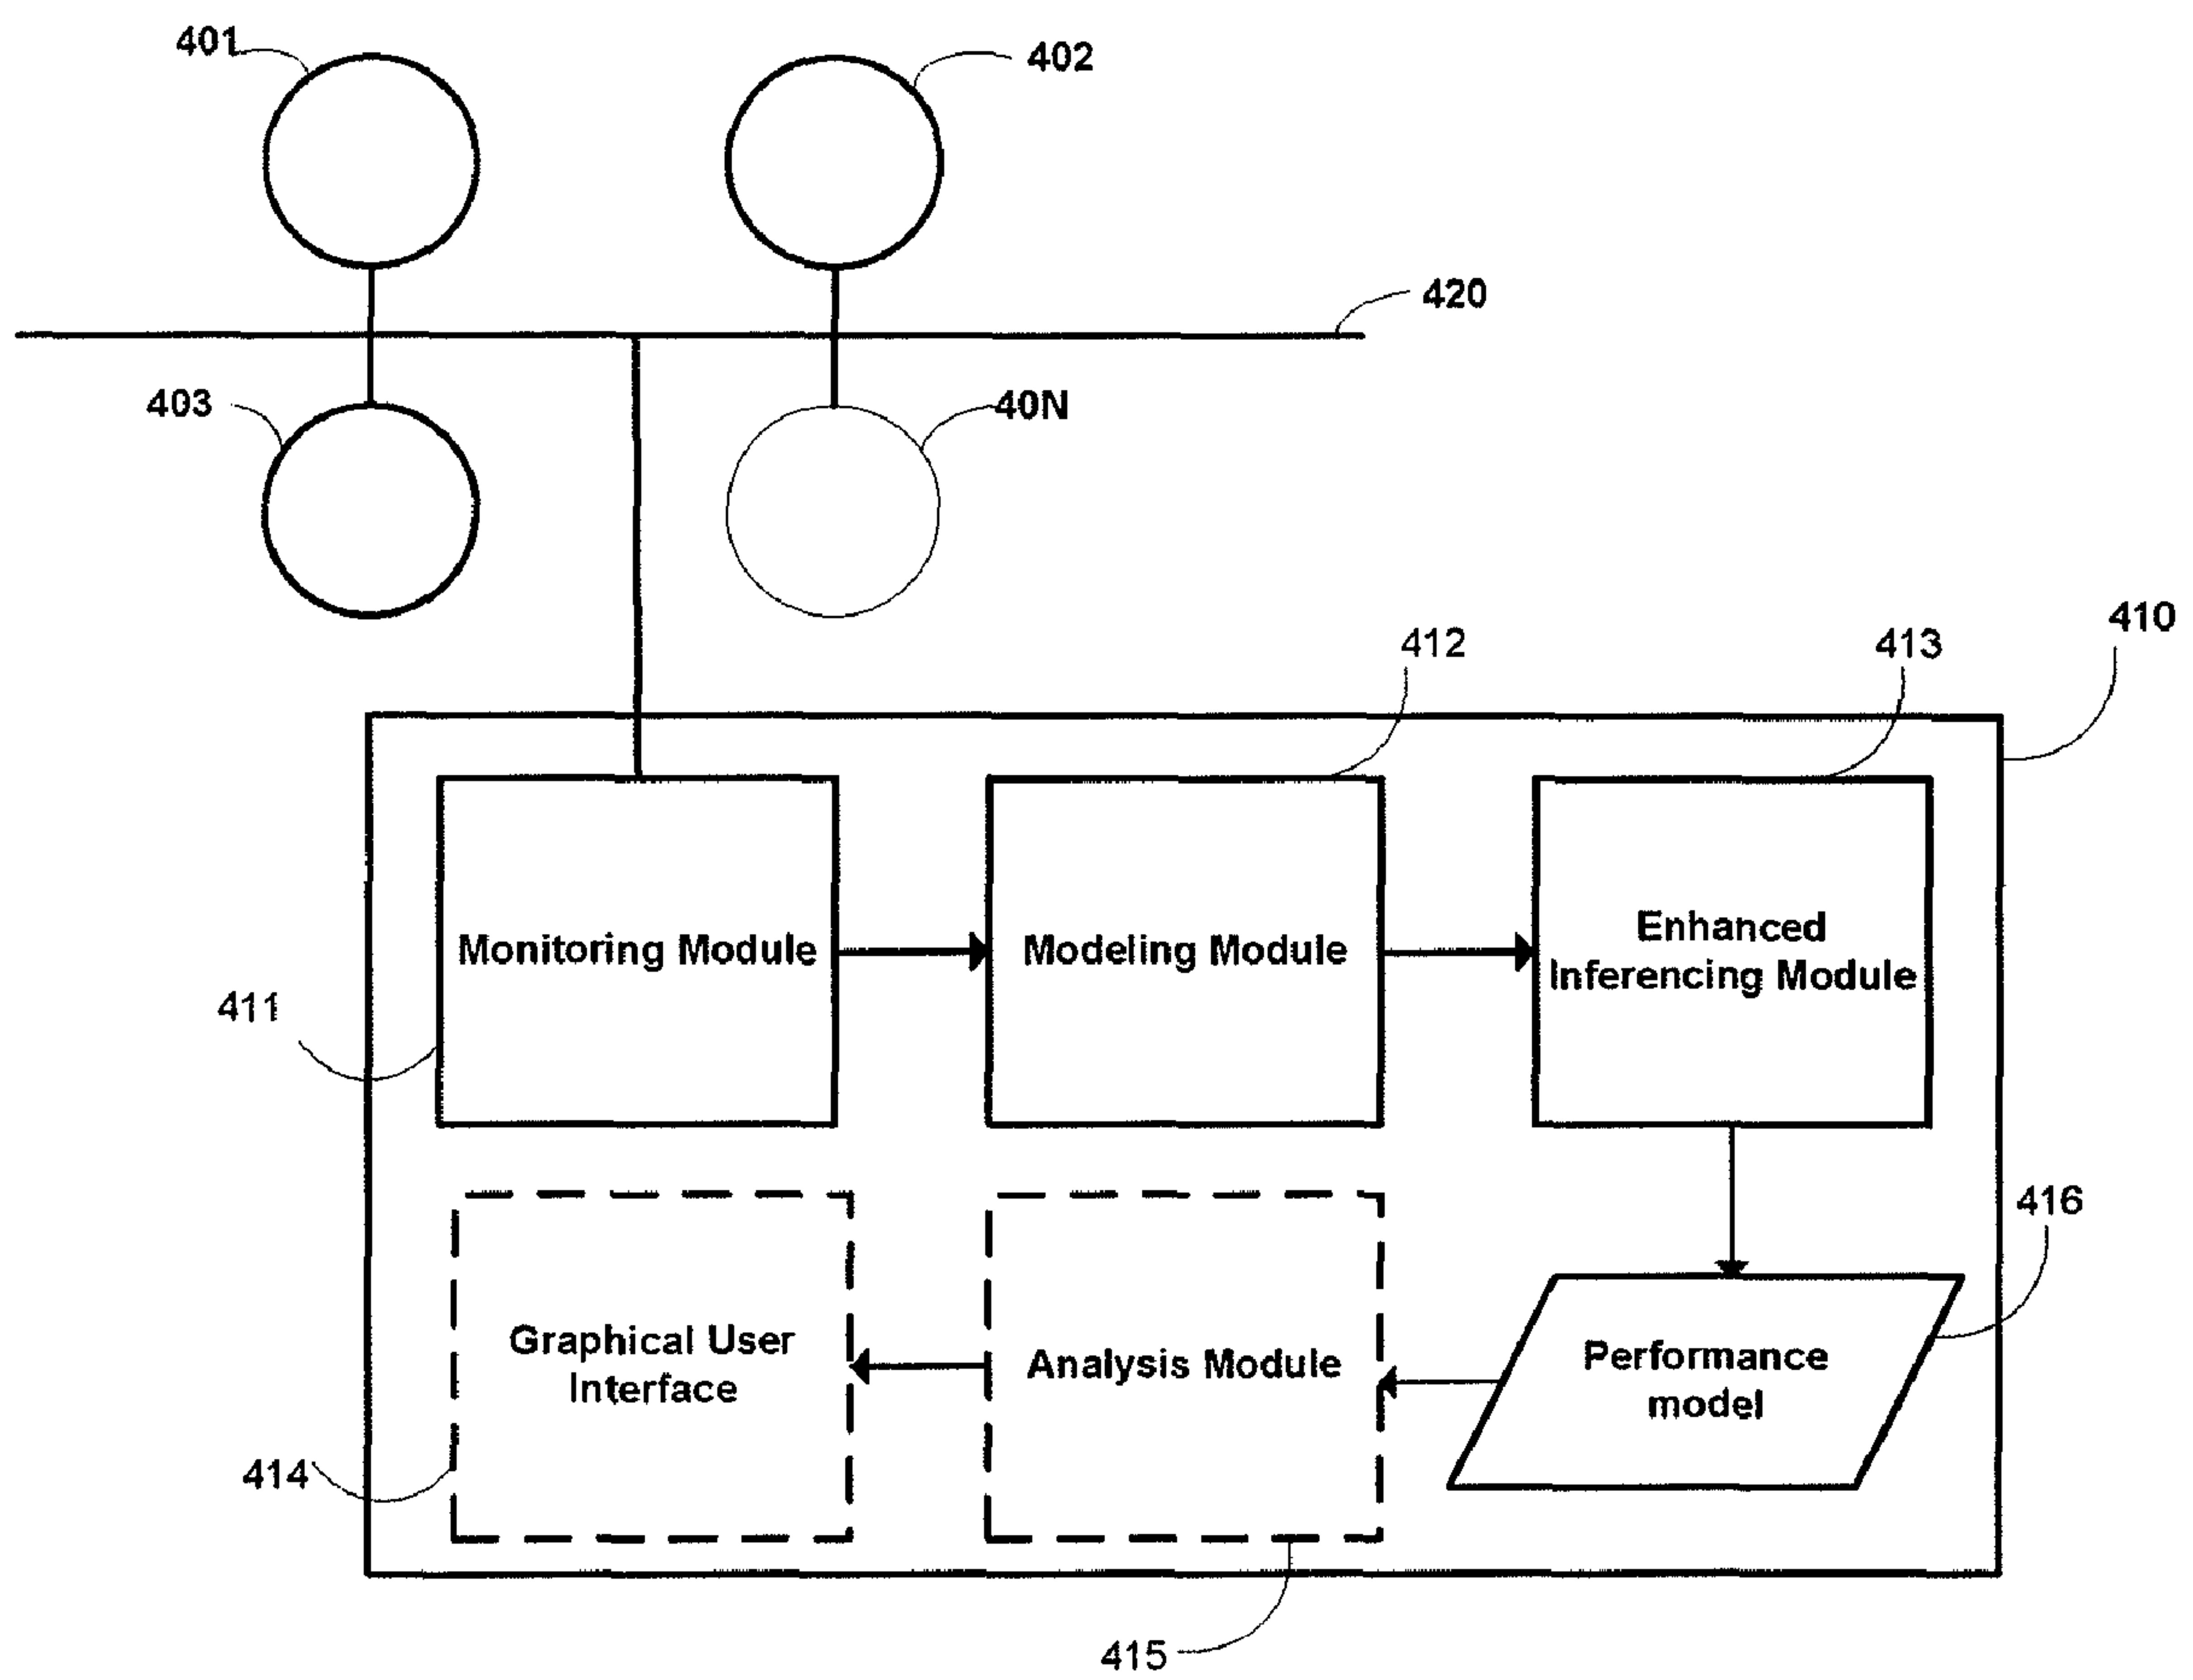 401
402
420
403
40N
410
412
413
Monitoring Module
Modeling Module
Enhanced
Inferencing Module
411
416
Graphical User
Interface
Analysis Module
Performance
model
414
415